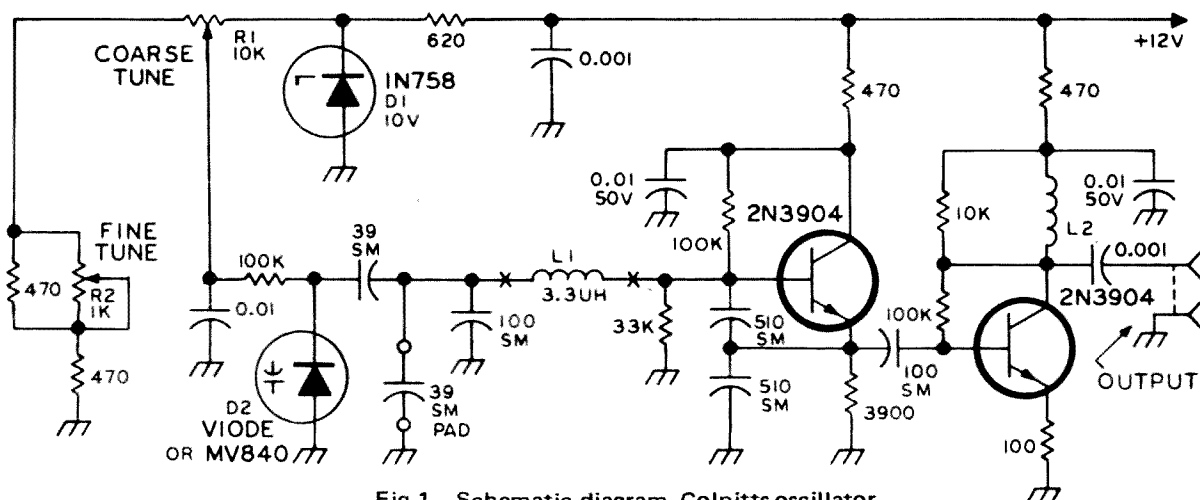 COARSE
TUNE
R1
10K
1N758
D1
10V
620
0.001
+12V
470
470
0.01
50V
100K
2N3904
10K
0.01
50V
L2
0.001
2N3904
FINE
TUNE
470
R2
1K
470
100K
0.01
39
SM
D2
VIODE
OR MV840
39
SM
PAD
100
SM
L1
3.3UH
33K
510
SM
510
SM
3900
100
SM
100K
100
OUTPUT
Fig.1. Schematic diagram, Colpitts oscillator